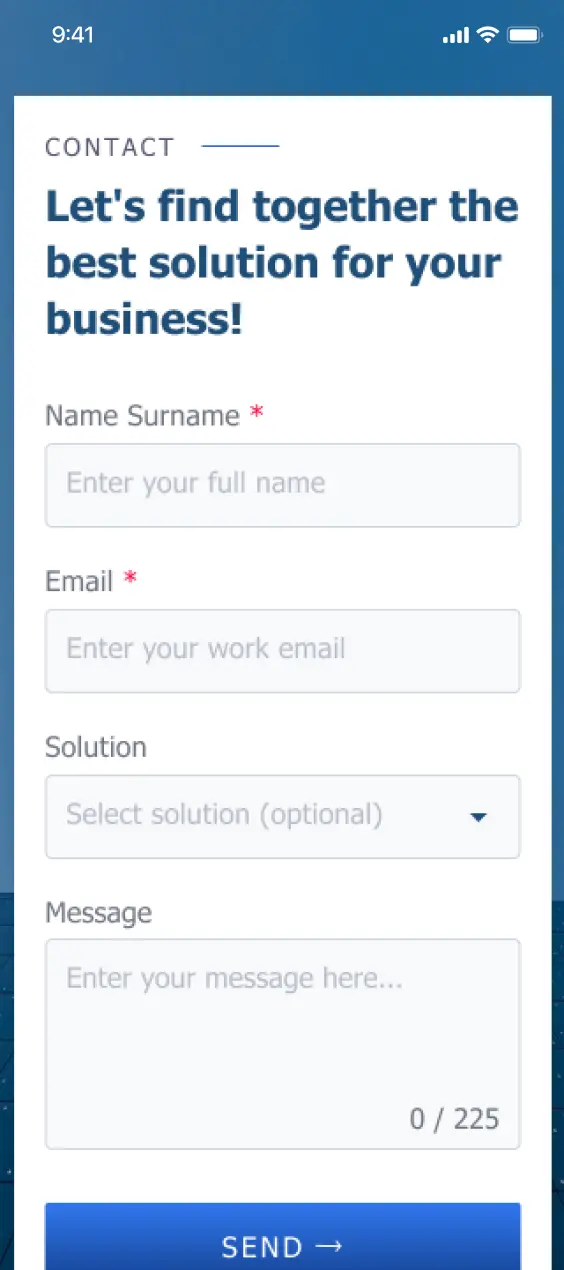 9:41
CONTACT
Let's find together the
best solution for your
business!
Name Surname *
Enter your full name
Email *
Enter your work email
Solution
Select solution (optional)
Message
Enter your message here...
0 / 225
SEND →